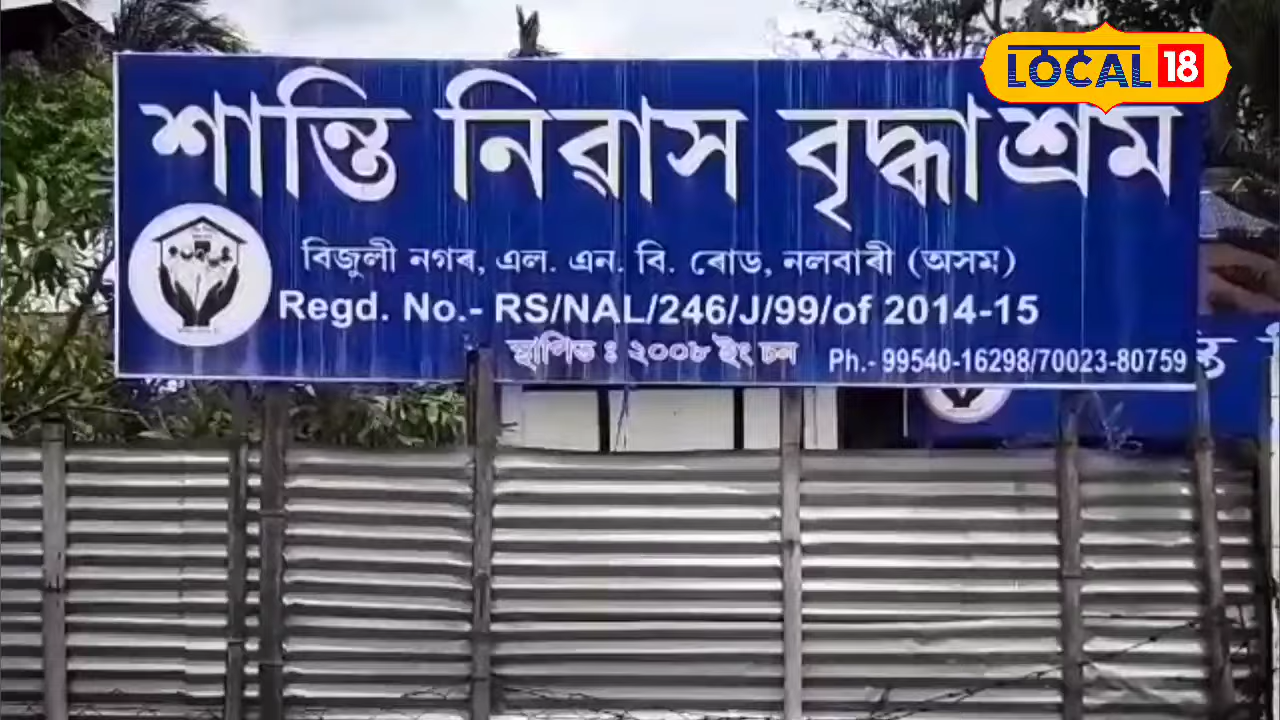 LOCAL 18
শান্তি নিৱাস বৃদ্ধাশ্ৰম
বিজুলী নগৰ, এল. এন. বি. ৰোড, নলবাৰী (অসম)
Regd. No.- RS/NAL/246/J/99/of 2014-15
স্থাপিত ঃ ২০০৮ ইং চন
Ph.- 99540-16298/70023-80759